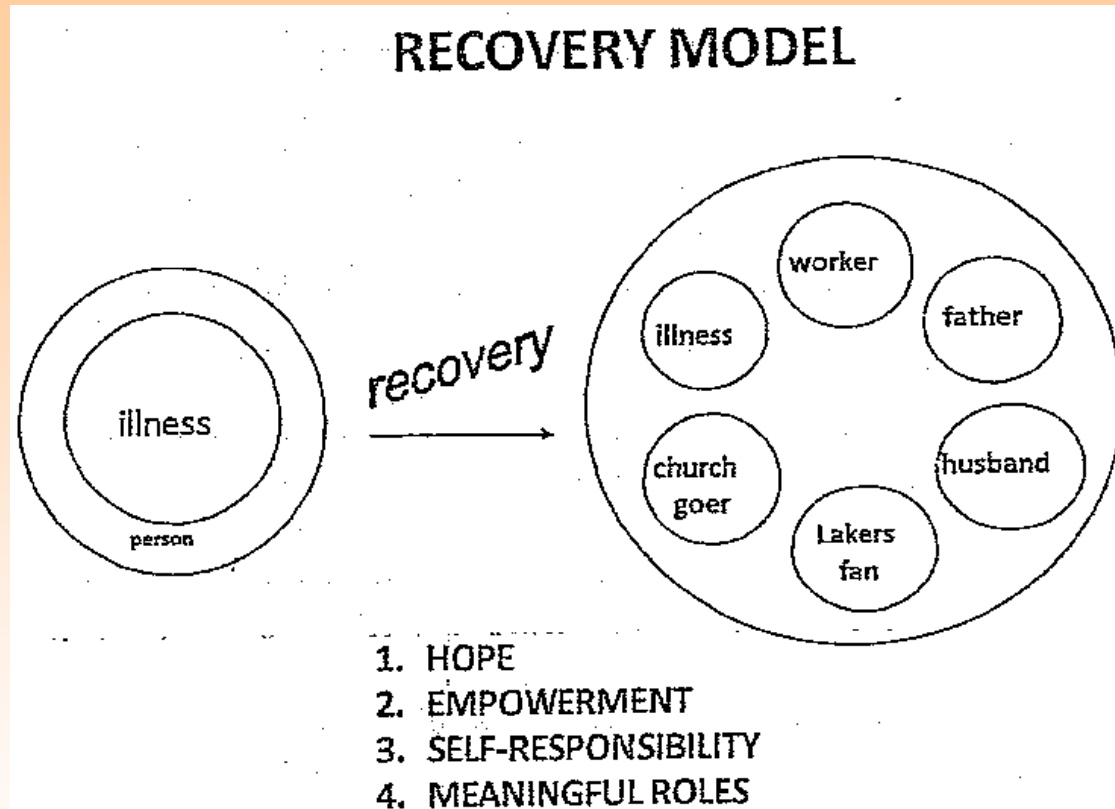 RECOVERY MODEL
illness
person
recovery
worker
illness
father
church
goer
husband
Lakers
fan
1. HOPE
2. EMPOWERMENT
3. SELF-RESPONSIBILITY
4. MEANINGFUL ROLES